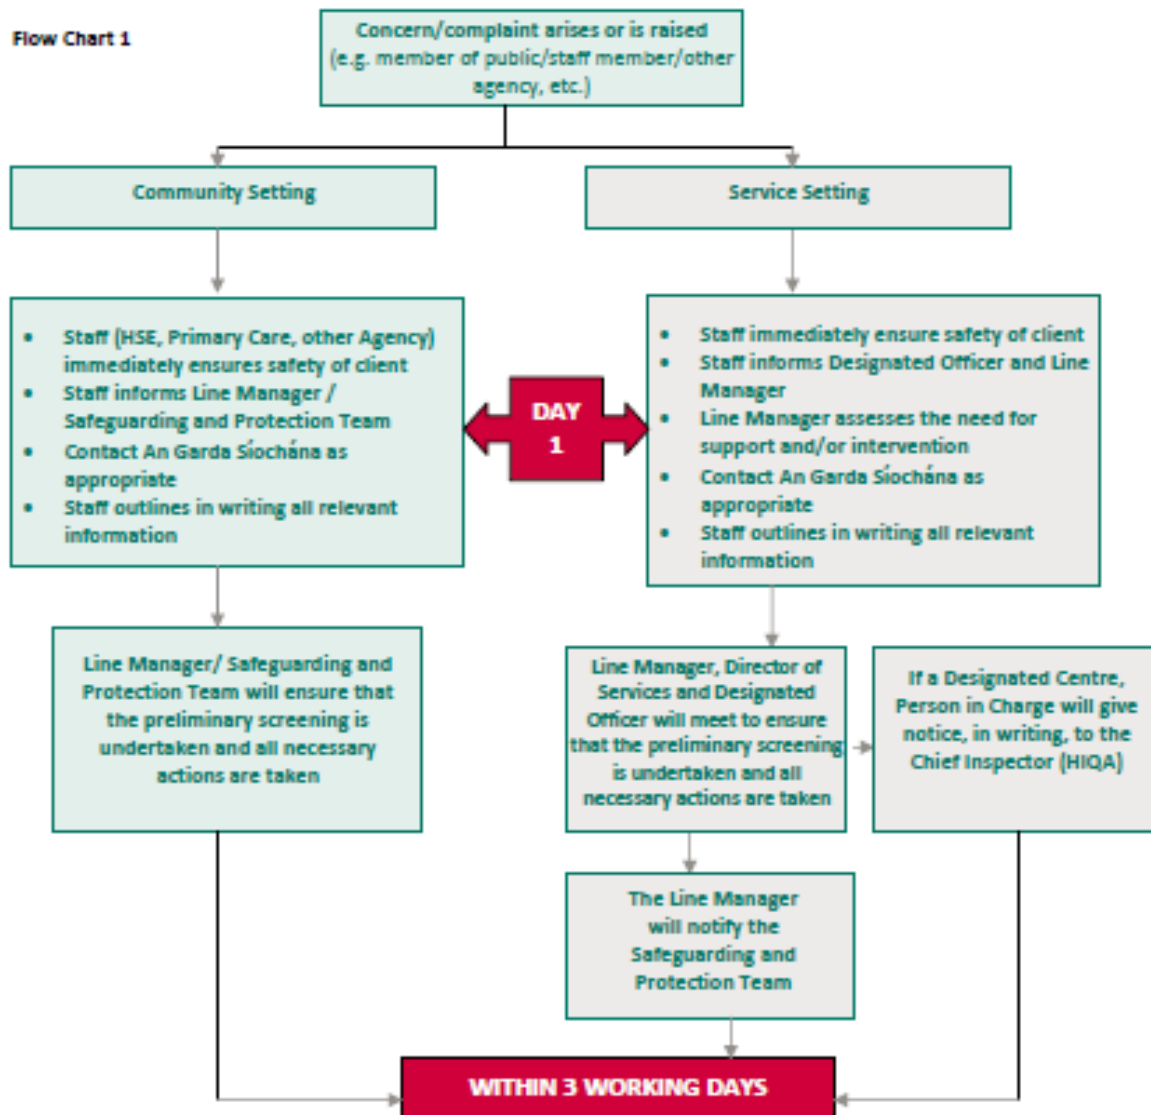 Flow Chart 1
Concern/complaint arises or is raised
(e.g. member of public/staff member/other
agency, etc.)
Community Setting
Service Setting
• Staff (HSE, Primary Care, other Agency)
immediately ensures safety of client
• Staff informs Line Manager /
Safeguarding and Protection Team
• Contact An Garda Síochána as
appropriate
• Staff outlines in writing all relevant
information
DAY
1
• Staff immediately ensure safety of client
• Staff informs Designated Officer and Line
Manager
• Line Manager assesses the need for
support and/or intervention
• Contact An Garda Síochána as
appropriate
• Staff outlines in writing all relevant
information
Line Manager/ Safeguarding and
Protection Team will ensure that
the preliminary screening is
undertaken and all necessary
actions are taken
Line Manager, Director of
Services and Designated
Officer will meet to ensure
that the preliminary screening
is undertaken and all
necessary actions are taken
If a Designated Centre,
Person in Charge will give
notice, in writing, to the
Chief Inspector (HIQA)
The Line Manager
will notify the
Safeguarding and
Protection Team
WITHIN 3 WORKING DAYS